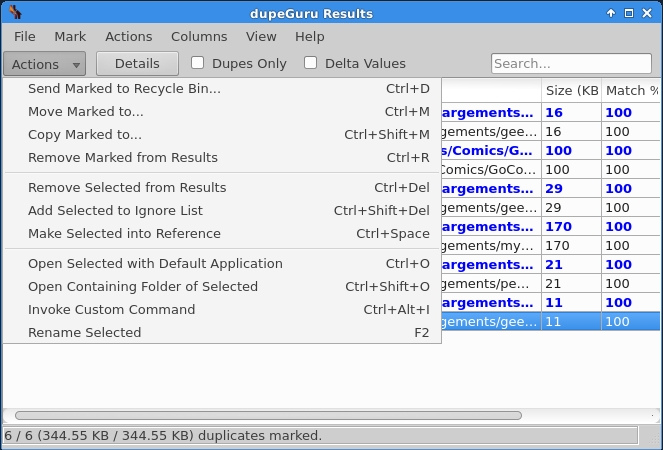 dupeGuru Results
File Mark Actions Columns View Help
Actions Details Dupes Only Delta Values Search...
Size (KB Match %
Send Marked to Recycle Bin... Ctrl+D
Move Marked to... Ctrl+M
Copy Marked to... Ctrl+Shift+M
Remove Marked from Results Ctrl+R
Remove Selected from Results Ctrl+Del
Add Selected to Ignore List Ctrl+Shift+Del
Make Selected into Reference Ctrl+Space
Open Selected with Default Application Ctrl+O
Open Containing Folder of Selected Ctrl+Shift+O
Invoke Custom Command Ctrl+Alt+I
Rename Selected F2
argements... 16 100
gements/gee... 16 100
s/Comics/G... 100 100
Comics/GoCo... 100 100
argements... 29 100
gements/gee... 29 100
argements... 170 100
gements/my... 170 100
argements... 21 100
gements/pe... 21 100
argements... 11 100
gements/gee... 11 100
6 / 6 (344.55 KB / 344.55 KB) duplicates marked.